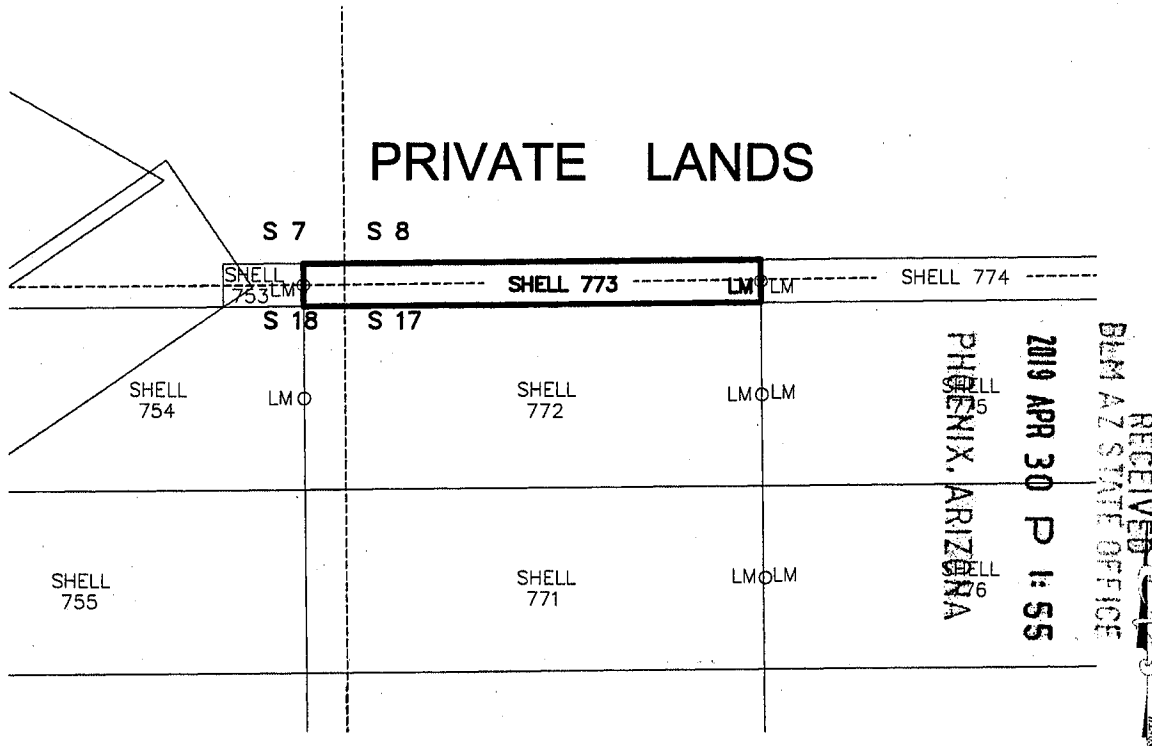 PRIVATE LANDS
S 7
S 8
SHELL
753
LM
SHELL 773
LM
LM
SHELL 774
S 18
S 17
SHELL
754
LM
SHELL
772
LM
LM
SHELL
775
SHELL
755
SHELL
771
LM
LM
SHELL
776
RECEIVED
BLM AZ STATE OFFICE
2019 APR 30 P 1:55
PHOENIX, ARIZONA